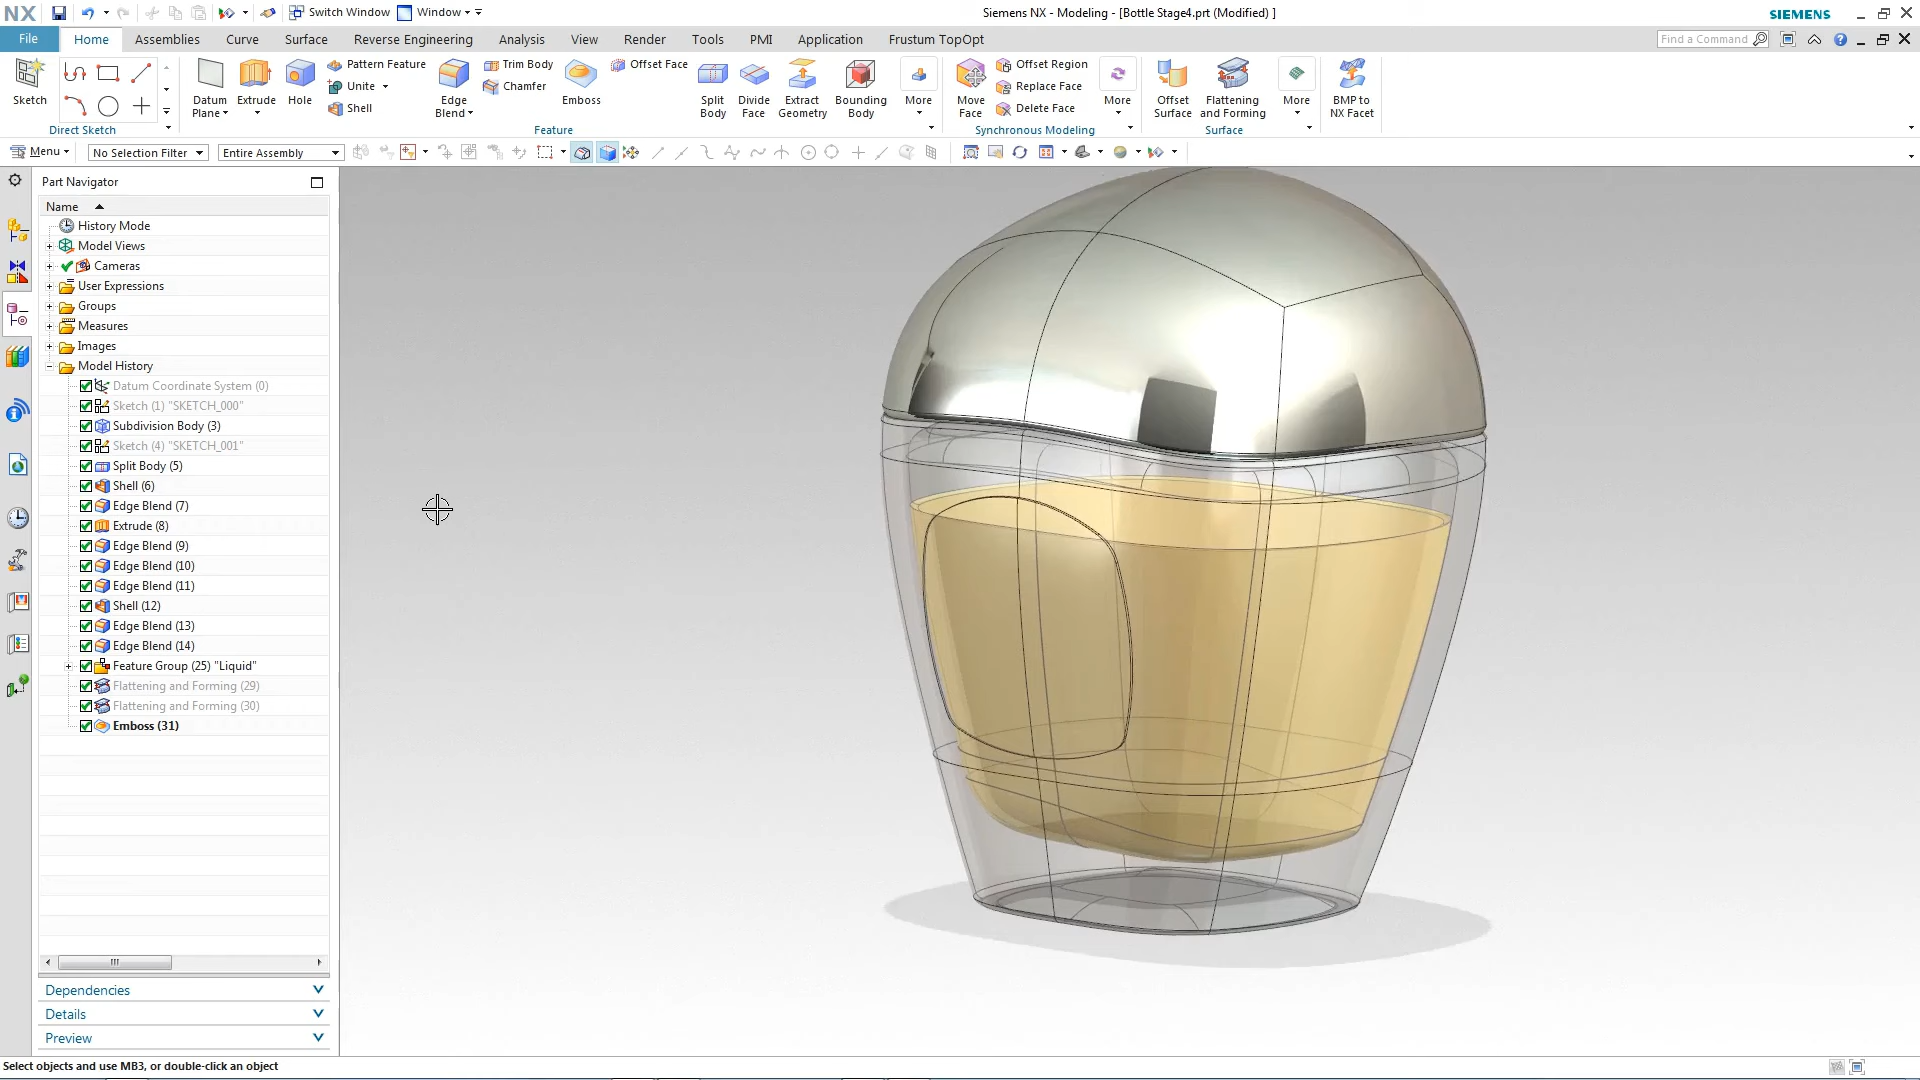 NX
Switch Window
Window
Siemens NX - Modeling - [Bottle Stage4.prt (Modified) ]
SIEMENS
File
Home
Assemblies
Curve
Surface
Reverse Engineering
Analysis
View
Render
Tools
PMI
Application
Frustum TopOpt
Find a Command
Sketch
Direct Sketch
Datum
Plane
Extrude
Hole
Pattern Feature
Unite
Shell
Edge
Blend
Trim Body
Chamfer
Emboss
Offset Face
Split
Body
Divide
Face
Extract
Geometry
Bounding
Body
More
Feature
Move
Face
Offset Region
Replace Face
Delete Face
More
Synchronous Modeling
Offset
Surface
Flattening
and Forming
More
Surface
BMP to
NX Facet
Menu
No Selection Filter
Entire Assembly
Part Navigator
Name
History Mode
Model Views
Cameras
User Expressions
Groups
Measures
Images
Model History
Datum Coordinate System (0)
Sketch (1) "SKETCH_000"
Subdivision Body (3)
Sketch (4) "SKETCH_001"
Split Body (5)
Shell (6)
Edge Blend (7)
Extrude (8)
Edge Blend (9)
Edge Blend (10)
Edge Blend (11)
Shell (12)
Edge Blend (13)
Edge Blend (14)
Feature Group (25) "Liquid"
Flattening and Forming (29)
Flattening and Forming (30)
Emboss (31)
Dependencies
Details
Preview
Select objects and use MB3, or double-click an object